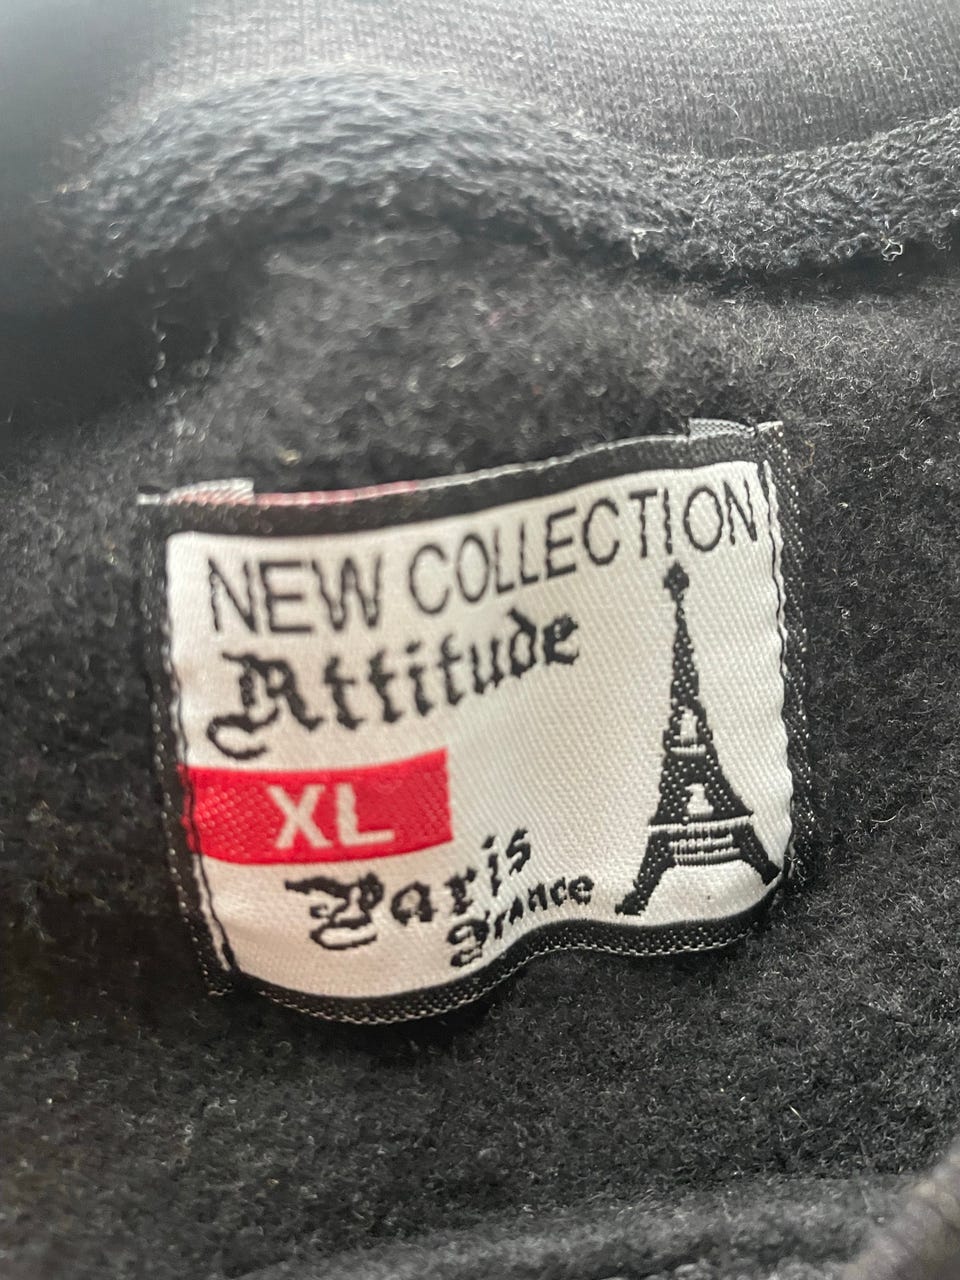 NEW COLLECTION
Attitude
XL
Paris
France